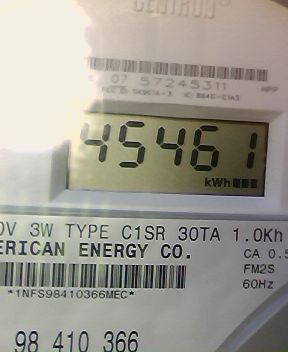 CENTRON®
07 57245311
45461
kWh
0V 3W TYPE C1SR 30TA 1.0Kh
ERICAN ENERGY CO.
CA 0.5
FM2S
60Hz
*1NFS98410366MEC*
98 410 366